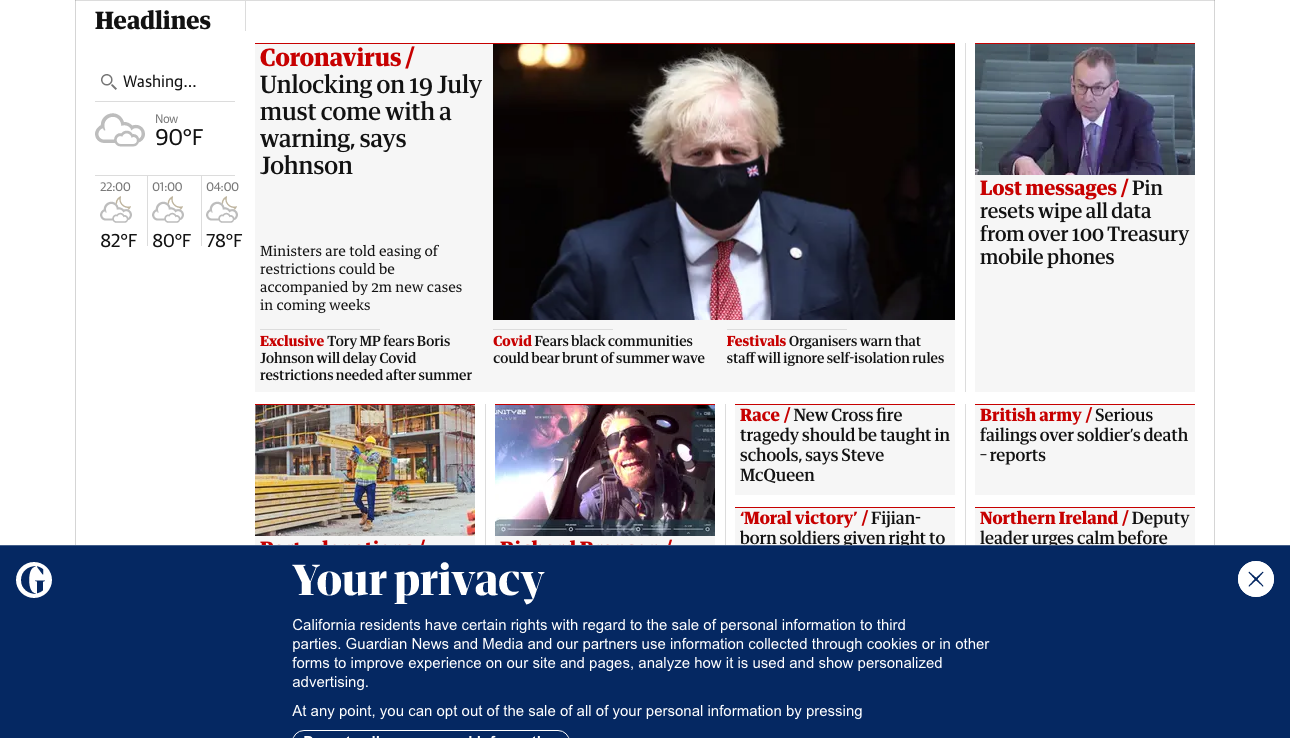 Headlines
Washing...
Now
90°F
22:00
01:00
04:00
82°F
80°F
78°F
Coronavirus /
Unlocking on 19 July
must come with a
warning, says
Johnson
Ministers are told easing of
restrictions could be
accompanied by 2m new cases
in coming weeks
Exclusive Tory MP fears Boris
Johnson will delay Covid
restrictions needed after summer
Covid Fears black communities
could bear brunt of summer wave
Festivals Organisers warn that
staff will ignore self-isolation rules
Lost messages / Pin
resets wipe all data
from over 100 Treasury
mobile phones
Race / New Cross fire
tragedy should be taught in
schools, says Steve
McQueen
British army / Serious
failings over soldier's death
– reports
‘Moral victory’ / Fijian-
born soldiers given right to
Northern Ireland / Deputy
leader urges calm before
Your privacy
California residents have certain rights with regard to the sale of personal information to third
parties. Guardian News and Media and our partners use information collected through cookies or in other
forms to improve experience on our site and pages, analyze how it is used and show personalized
advertising.
At any point, you can opt out of the sale of all of your personal information by pressing